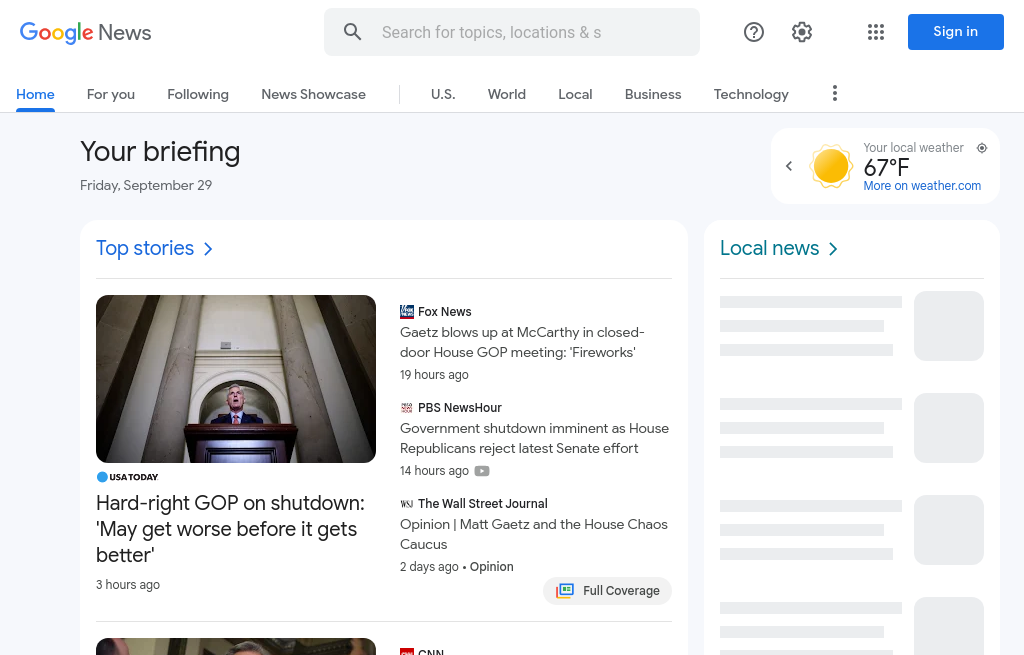 Google News
Search for topics, locations & s
Sign in
Home
For you
Following
News Showcase
U.S.
World
Local
Business
Technology
Your briefing
Friday, September 29
Your local weather
67°F
More on weather.com
Top stories
Local news
USA TODAY
Hard-right GOP on shutdown:
'May get worse before it gets
better'
3 hours ago
FOX
NEWS
Fox News
Gaetz blows up at McCarthy in closed-
door House GOP meeting: 'Fireworks'
19 hours ago
PBS NewsHour
Government shutdown imminent as House
Republicans reject latest Senate effort
14 hours ago
WSJ The Wall Street Journal
Opinion | Matt Gaetz and the House Chaos
Caucus
2 days ago • Opinion
Full Coverage
CNN